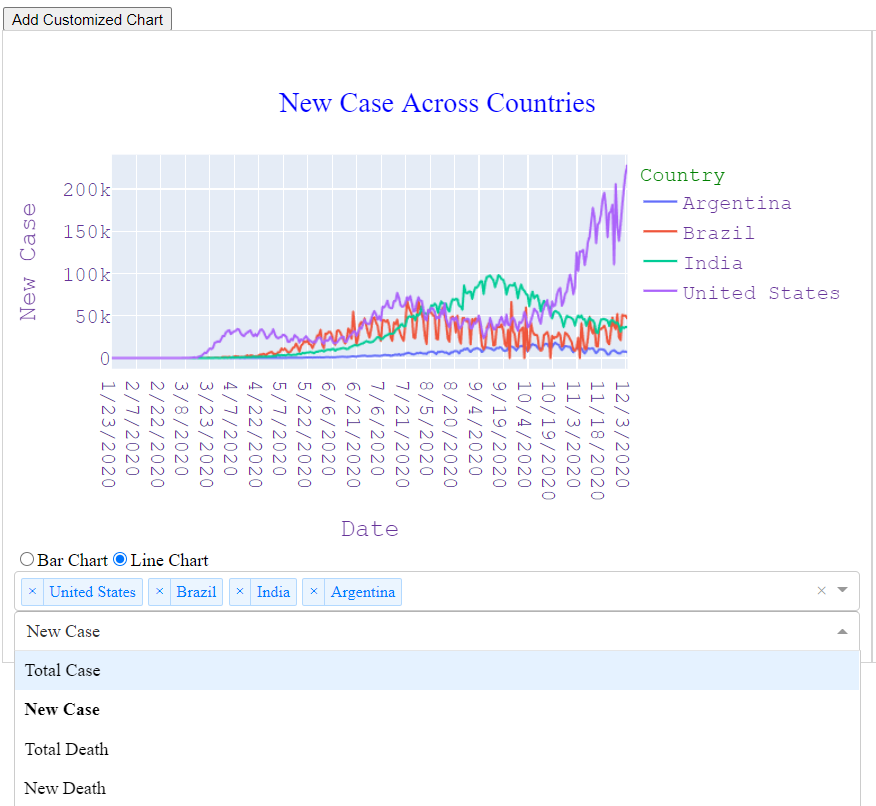 Add Customized Chart
New Case Across Countries
New Case
200k
150k
100k
50k
0
Country
Argentina
Brazil
India
United States
1/23/2020
2/7/2020
2/22/2020
3/8/2020
3/23/2020
4/7/2020
4/22/2020
5/7/2020
5/22/2020
6/6/2020
6/21/2020
7/6/2020
7/21/2020
8/5/2020
8/20/2020
9/4/2020
9/19/2020
10/4/2020
10/19/2020
11/3/2020
11/18/2020
12/3/2020
Date
Bar Chart Line Chart
× United States × Brazil × India × Argentina ×
New Case
Total Case
New Case
Total Death
New Death